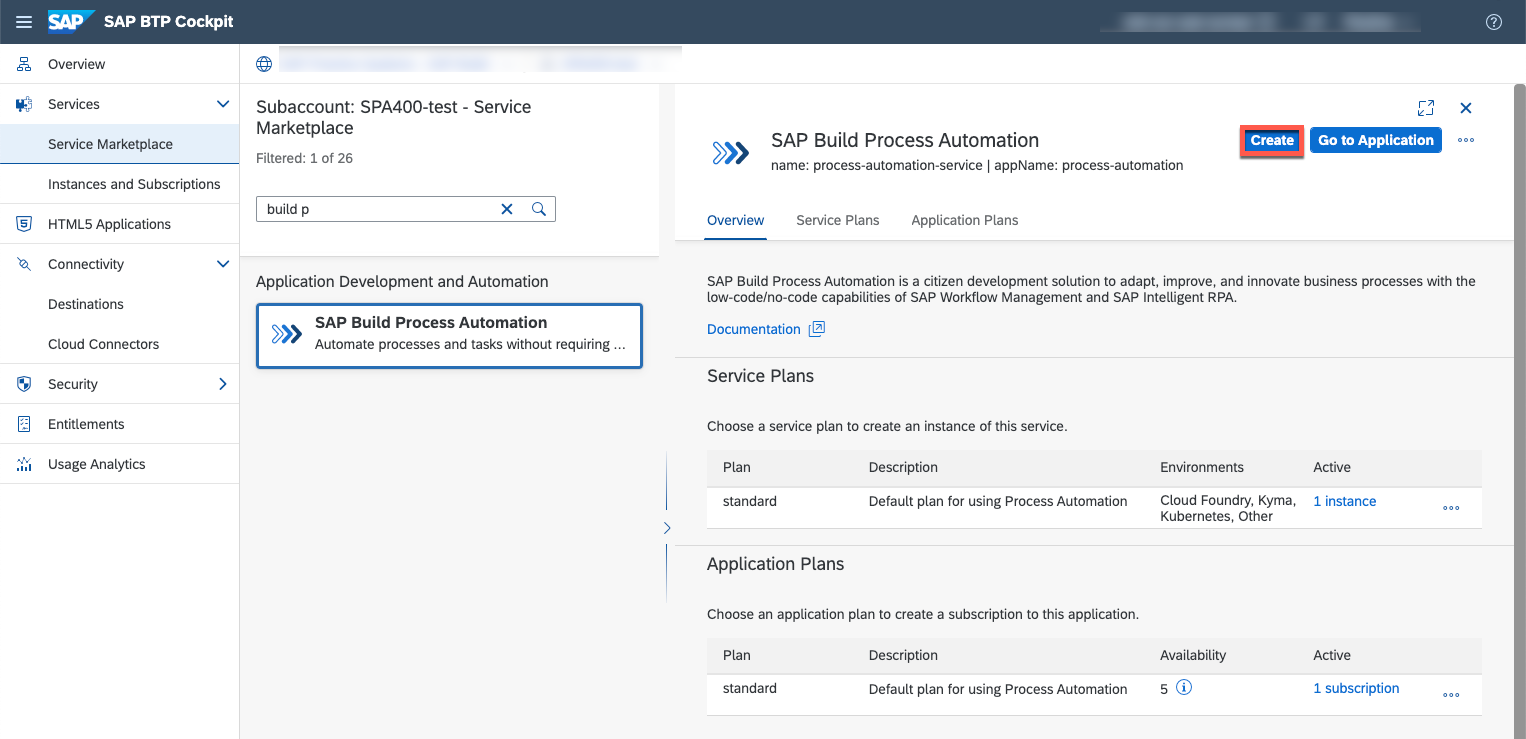 SAP
SAP BTP Cockpit
Overview
Services
Service Marketplace
Instances and Subscriptions
HTML5 Applications
Connectivity
Destinations
Cloud Connectors
Security
Entitlements
Usage Analytics
Subaccount: SPA400-test - Service
Marketplace
Filtered: 1 of 26
build p
Application Development and Automation
SAP Build Process Automation
Automate processes and tasks without requiring ...
SAP Build Process Automation
name: process-automation-service | appName: process-automation
Create
Go to Application
Overview Service Plans Application Plans
SAP Build Process Automation is a citizen development solution to adapt, improve, and innovate business processes with the
low-code/no-code capabilities of SAP Workflow Management and SAP Intelligent RPA.
Documentation
Service Plans
Choose a service plan to create an instance of this service.
Plan Description Environments Active
standard Default plan for using Process Automation Cloud Foundry, Kyma, 1 instance
Kubernetes, Other
Application Plans
Choose an application plan to create a subscription to this application.
Plan Description Availability Active
standard Default plan for using Process Automation 5 1 subscription